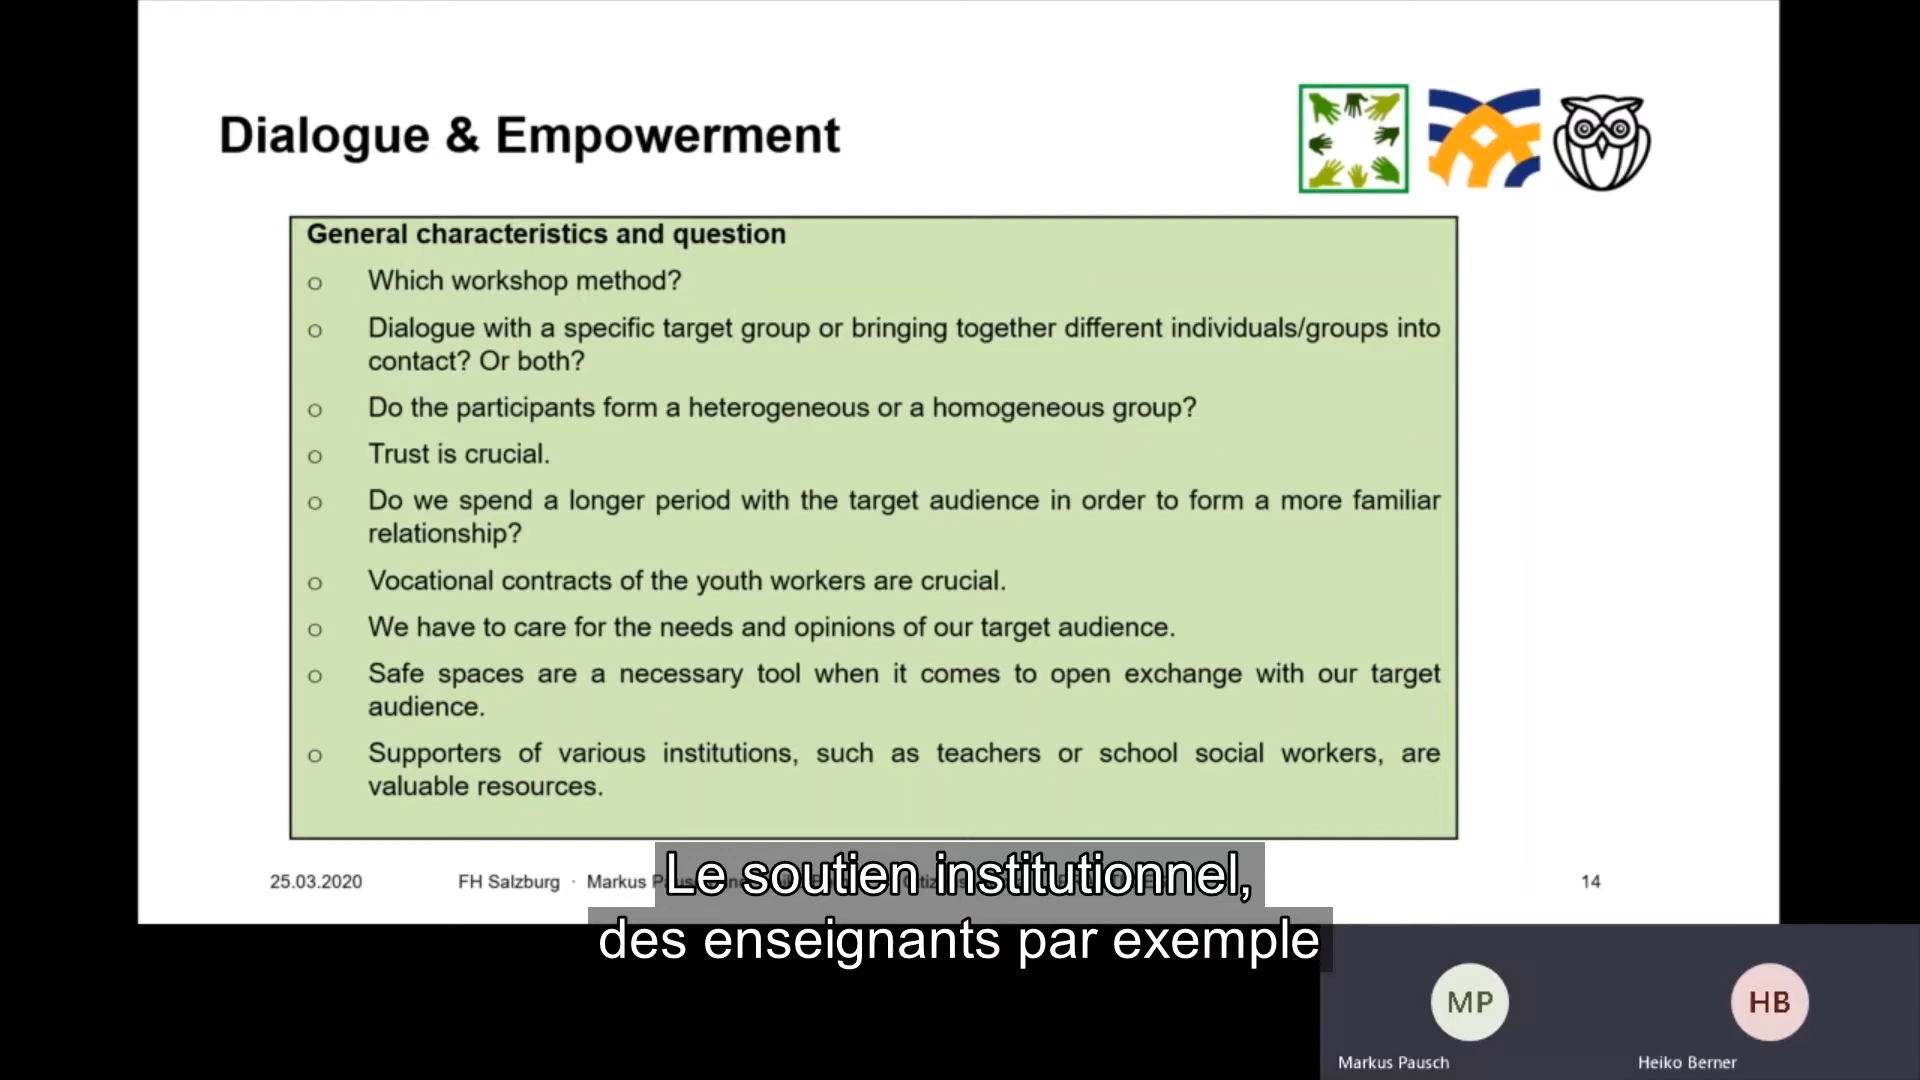 Dialogue & Empowerment
General characteristics and question
o Which workshop method?
o Dialogue with a specific target group or bringing together different individuals/groups into
contact? Or both?
o Do the participants form a heterogeneous or a homogeneous group?
o Trust is crucial.
o Do we spend a longer period with the target audience in order to form a more familiar
relationship?
o Vocational contracts of the youth workers are crucial.
o We have to care for the needs and opinions of our target audience.
o Safe spaces are a necessary tool when it comes to open exchange with our target
audience.
o Supporters of various institutions, such as teachers or school social workers, are
valuable resources.
25.03.2020 FH Salzburg · Markus 14
Le soutien institutionnel,
des enseignants par exemple
MP HB
Markus Pausch Heiko Berner